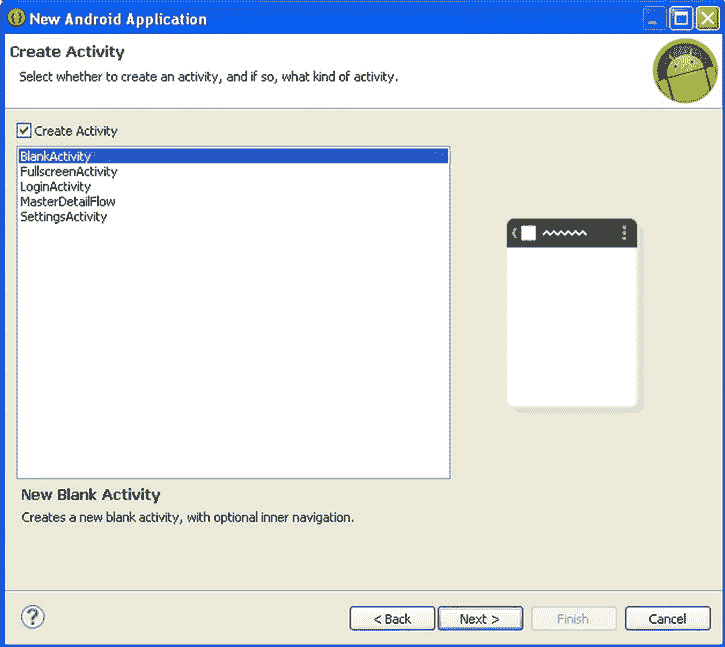 New Android Application
Create Activity
Select whether to create an activity, and if so, what kind of activity.
Create Activity
BlankActivity
FullscreenActivity
LoginActivity
MasterDetailFlow
SettingsActivity
New Blank Activity
Creates a new blank activity, with optional inner navigation.
?
< Back
Next >
Finish
Cancel